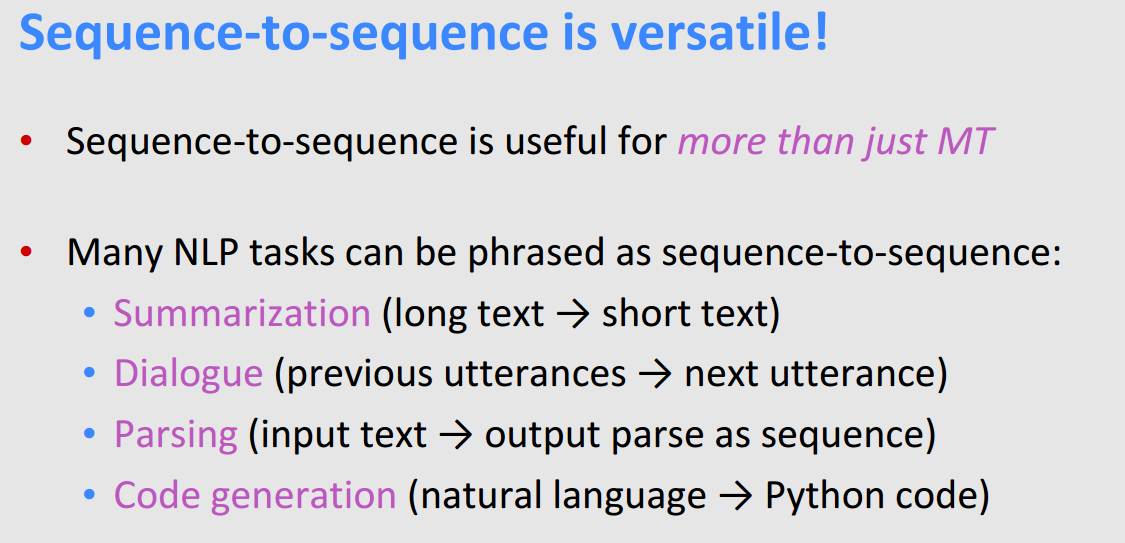 Sequence-to-sequence is versatile!
• Sequence-to-sequence is useful for more than just MT
• Many NLP tasks can be phrased as sequence-to-sequence:
• Summarization (long text → short text)
• Dialogue (previous utterances → next utterance)
• Parsing (input text → output parse as sequence)
• Code generation (natural language → Python code)